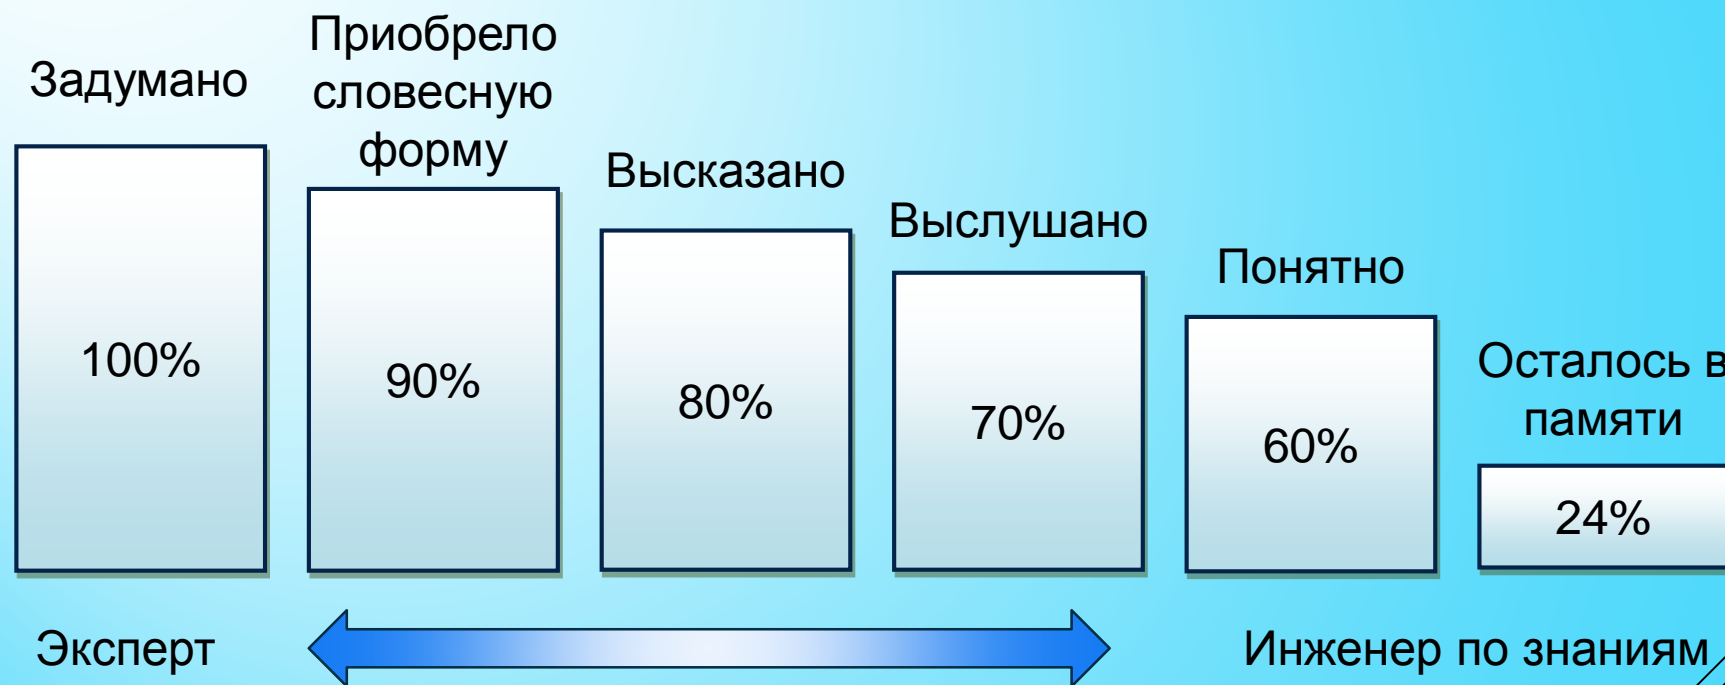 Задумано
100%
Приобрело
словесную
форму
90%
Высказано
80%
Выслушано
70%
Понятно
60%
Осталось в
памяти
24%
Эксперт
Инженер по знаниям